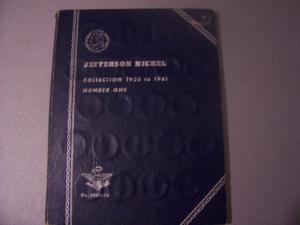 JEFFERSON NICKEL
COLLECTION 1938 to 1961
NUMBER ONE